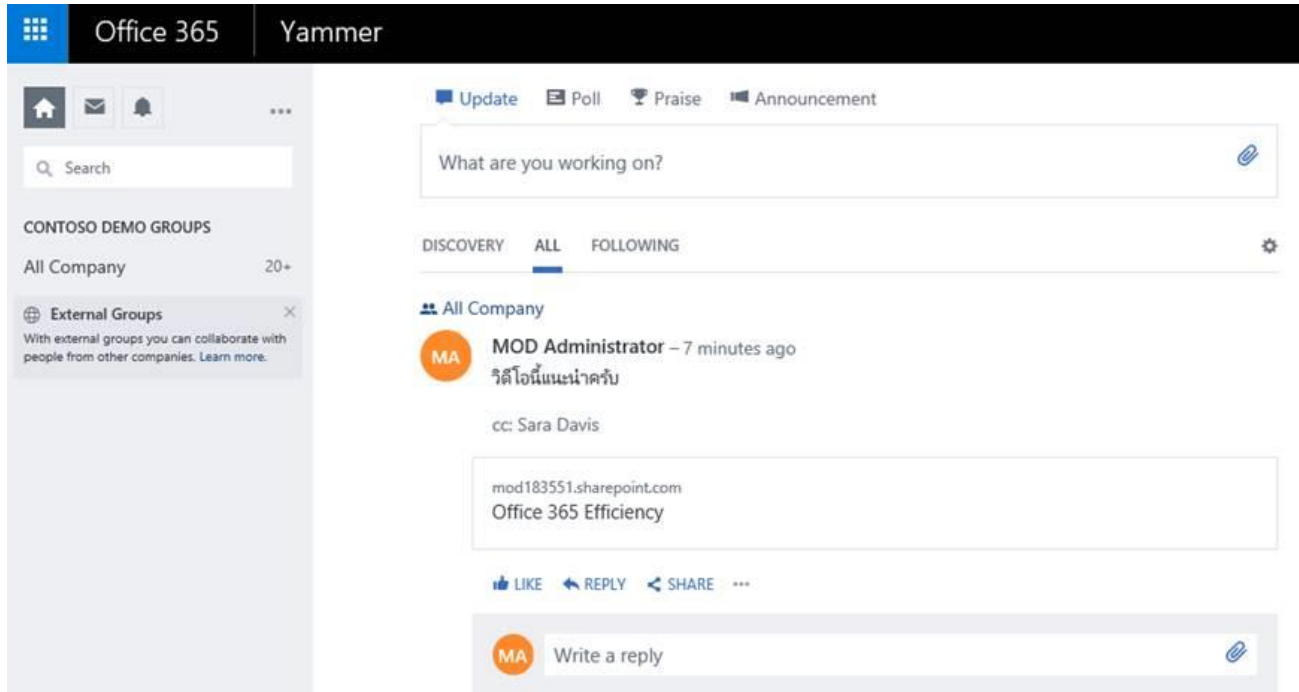 Office 365 Yammer
Update Poll Praise Announcement
Search
What are you working on?
CONTOSO DEMO GROUPS
All Company 20+
External Groups
With external groups you can collaborate with
people from other companies. Learn more.
DISCOVERY ALL FOLLOWING
All Company
MA
MOD Administrator – 7 minutes ago
วิดีโอนี้แนะนำครับ
cc: Sara Davis
mod183551.sharepoint.com
Office 365 Efficiency
LIKE REPLY SHARE
MA
Write a reply